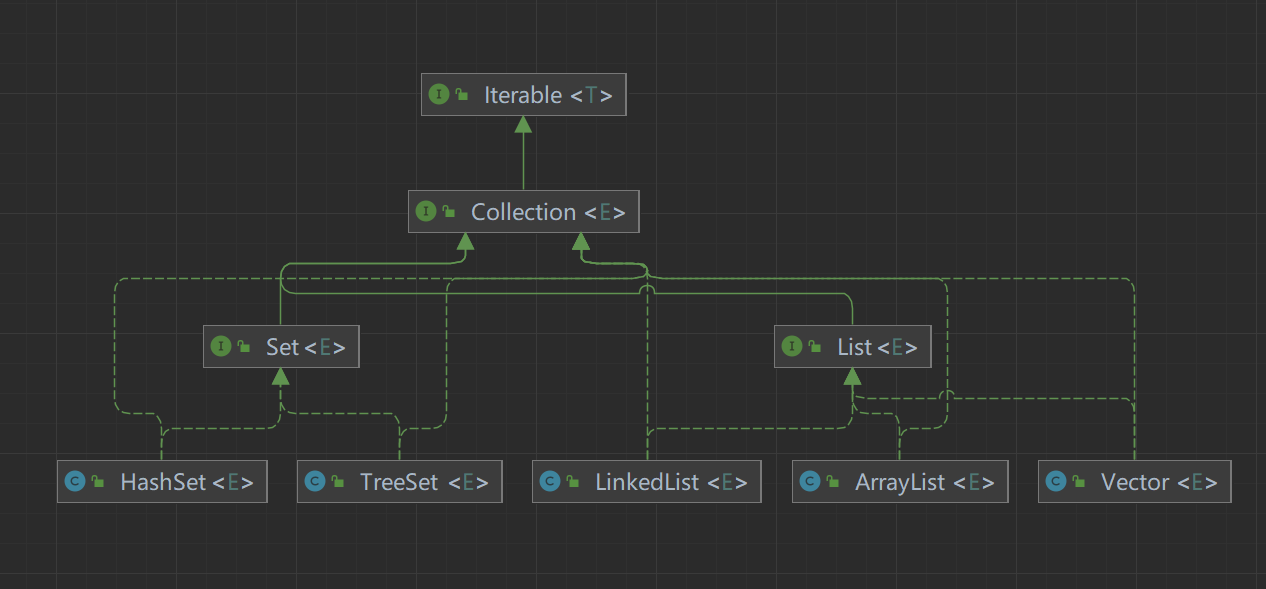 I Iterable <T>
I Collection <E>
I Set <E>
I List <E>
C HashSet <E>
C TreeSet <E>
C LinkedList <E>
C ArrayList <E>
C Vector <E>